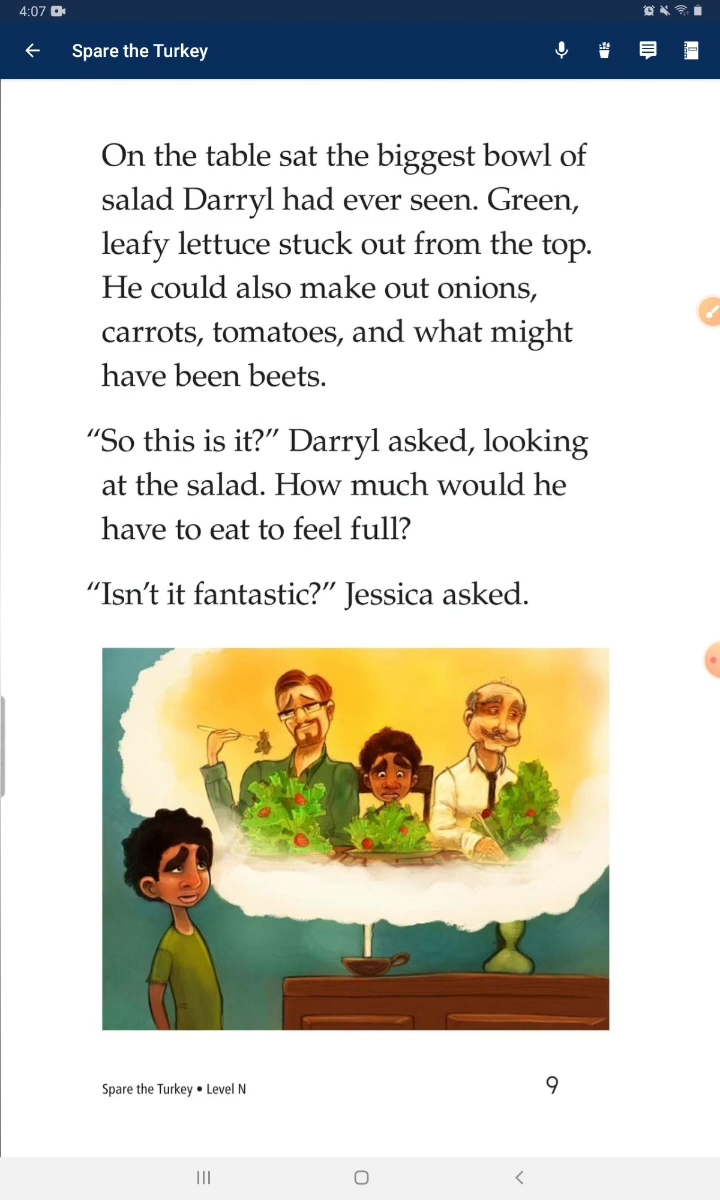 4:07
Spare the Turkey
On the table sat the biggest bowl of
salad Darryl had ever seen. Green,
leafy lettuce stuck out from the top.
He could also make out onions,
carrots, tomatoes, and what might
have been beets.
“So this is it?” Darryl asked, looking
at the salad. How much would he
have to eat to feel full?
“Isn’t it fantastic?” Jessica asked.
Spare the Turkey • Level N
9